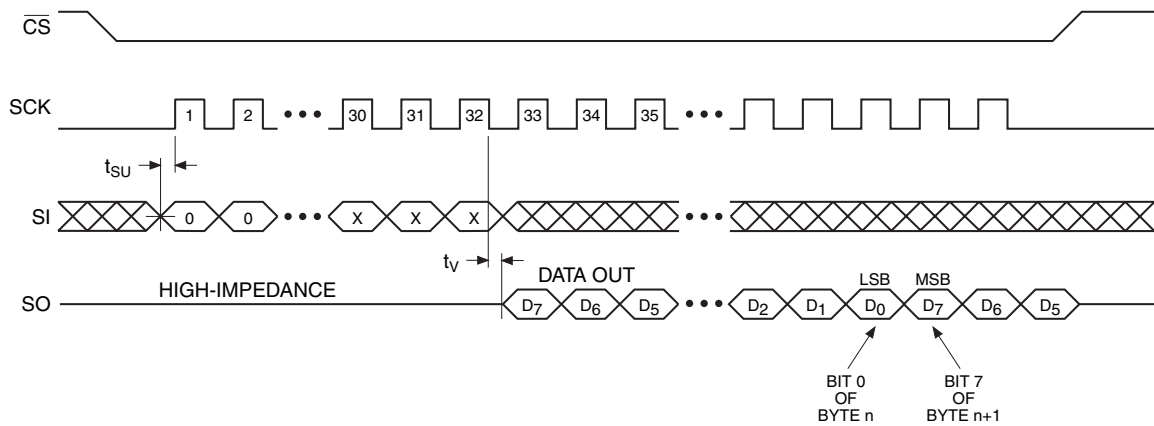 CS
SCK 1 2 30 31 32 33 34 35
tSU
SI 0 0 X X X
tV DATA OUT
HIGH-IMPEDANCE LSB MSB
SO D7 D6 D5 D2 D1 D0 D7 D6 D5
BIT 0
OF
BYTE n
BIT 7
OF
BYTE n+1